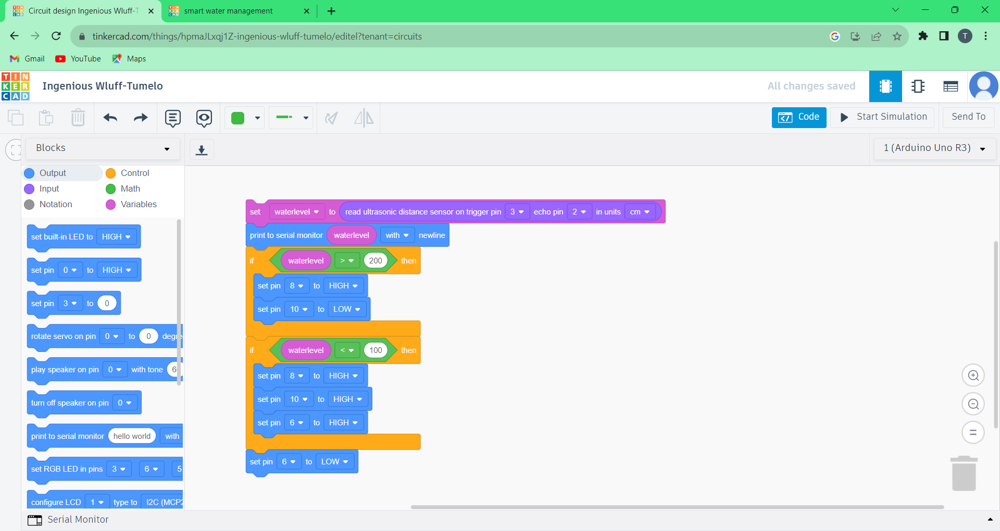 Circuit design Ingenious Wluff-T
smart water management
tinkercad.com/things/hpmaJLxqj1Z-ingenious-wluff-tumelo/editel?tenant=circuits
T
Gmail
YouTube
Maps
TIN
KER
CAD
Ingenious Wluff-Tumelo
All changes saved
Code
Start Simulation
Send To
Blocks
1 (Arduino Uno R3)
Output
Control
Input
Math
Notation
Variables
set built-in LED to HIGH
set pin 0 to HIGH
set pin 3 to 0
rotate servo on pin 0 to 0 degre
play speaker on pin 0 with tone 6
turn off speaker on pin 0
print to serial monitor hello world with
set RGB LED in pins 3 6 5
configure LCD 1 type to I2C (MCP2
set waterlevel to read ultrasonic distance sensor on trigger pin 3 echo pin 2 in units cm
print to serial monitor waterlevel with newline
if waterlevel > 200 then
set pin 8 to HIGH
set pin 10 to LOW
if waterlevel < 100 then
set pin 8 to HIGH
set pin 10 to HIGH
set pin 6 to HIGH
set pin 6 to LOW
Serial Monitor